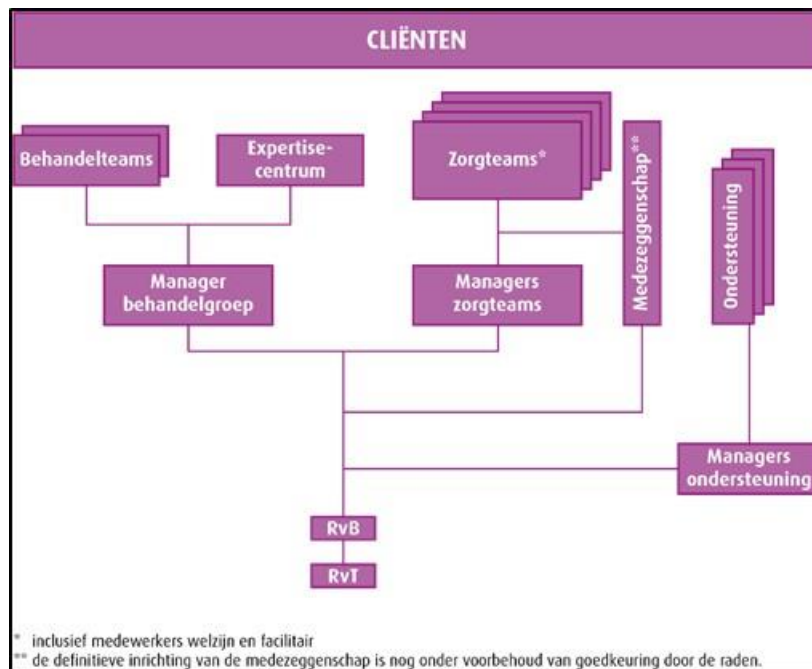 CLIËNTEN
Behandelteams
Expertise-
centrum
Zorgteams*
Medezeggenschap**
Ondersteuning
Manager
behandelgroep
Managers
zorgteams
Managers
ondersteuning
RvB
RvT
* inclusief medewerkers welzijn en facilitair
** de definitieve inrichting van de medezeggenschap is nog onder voorbehoud van goedkeuring door de raden.